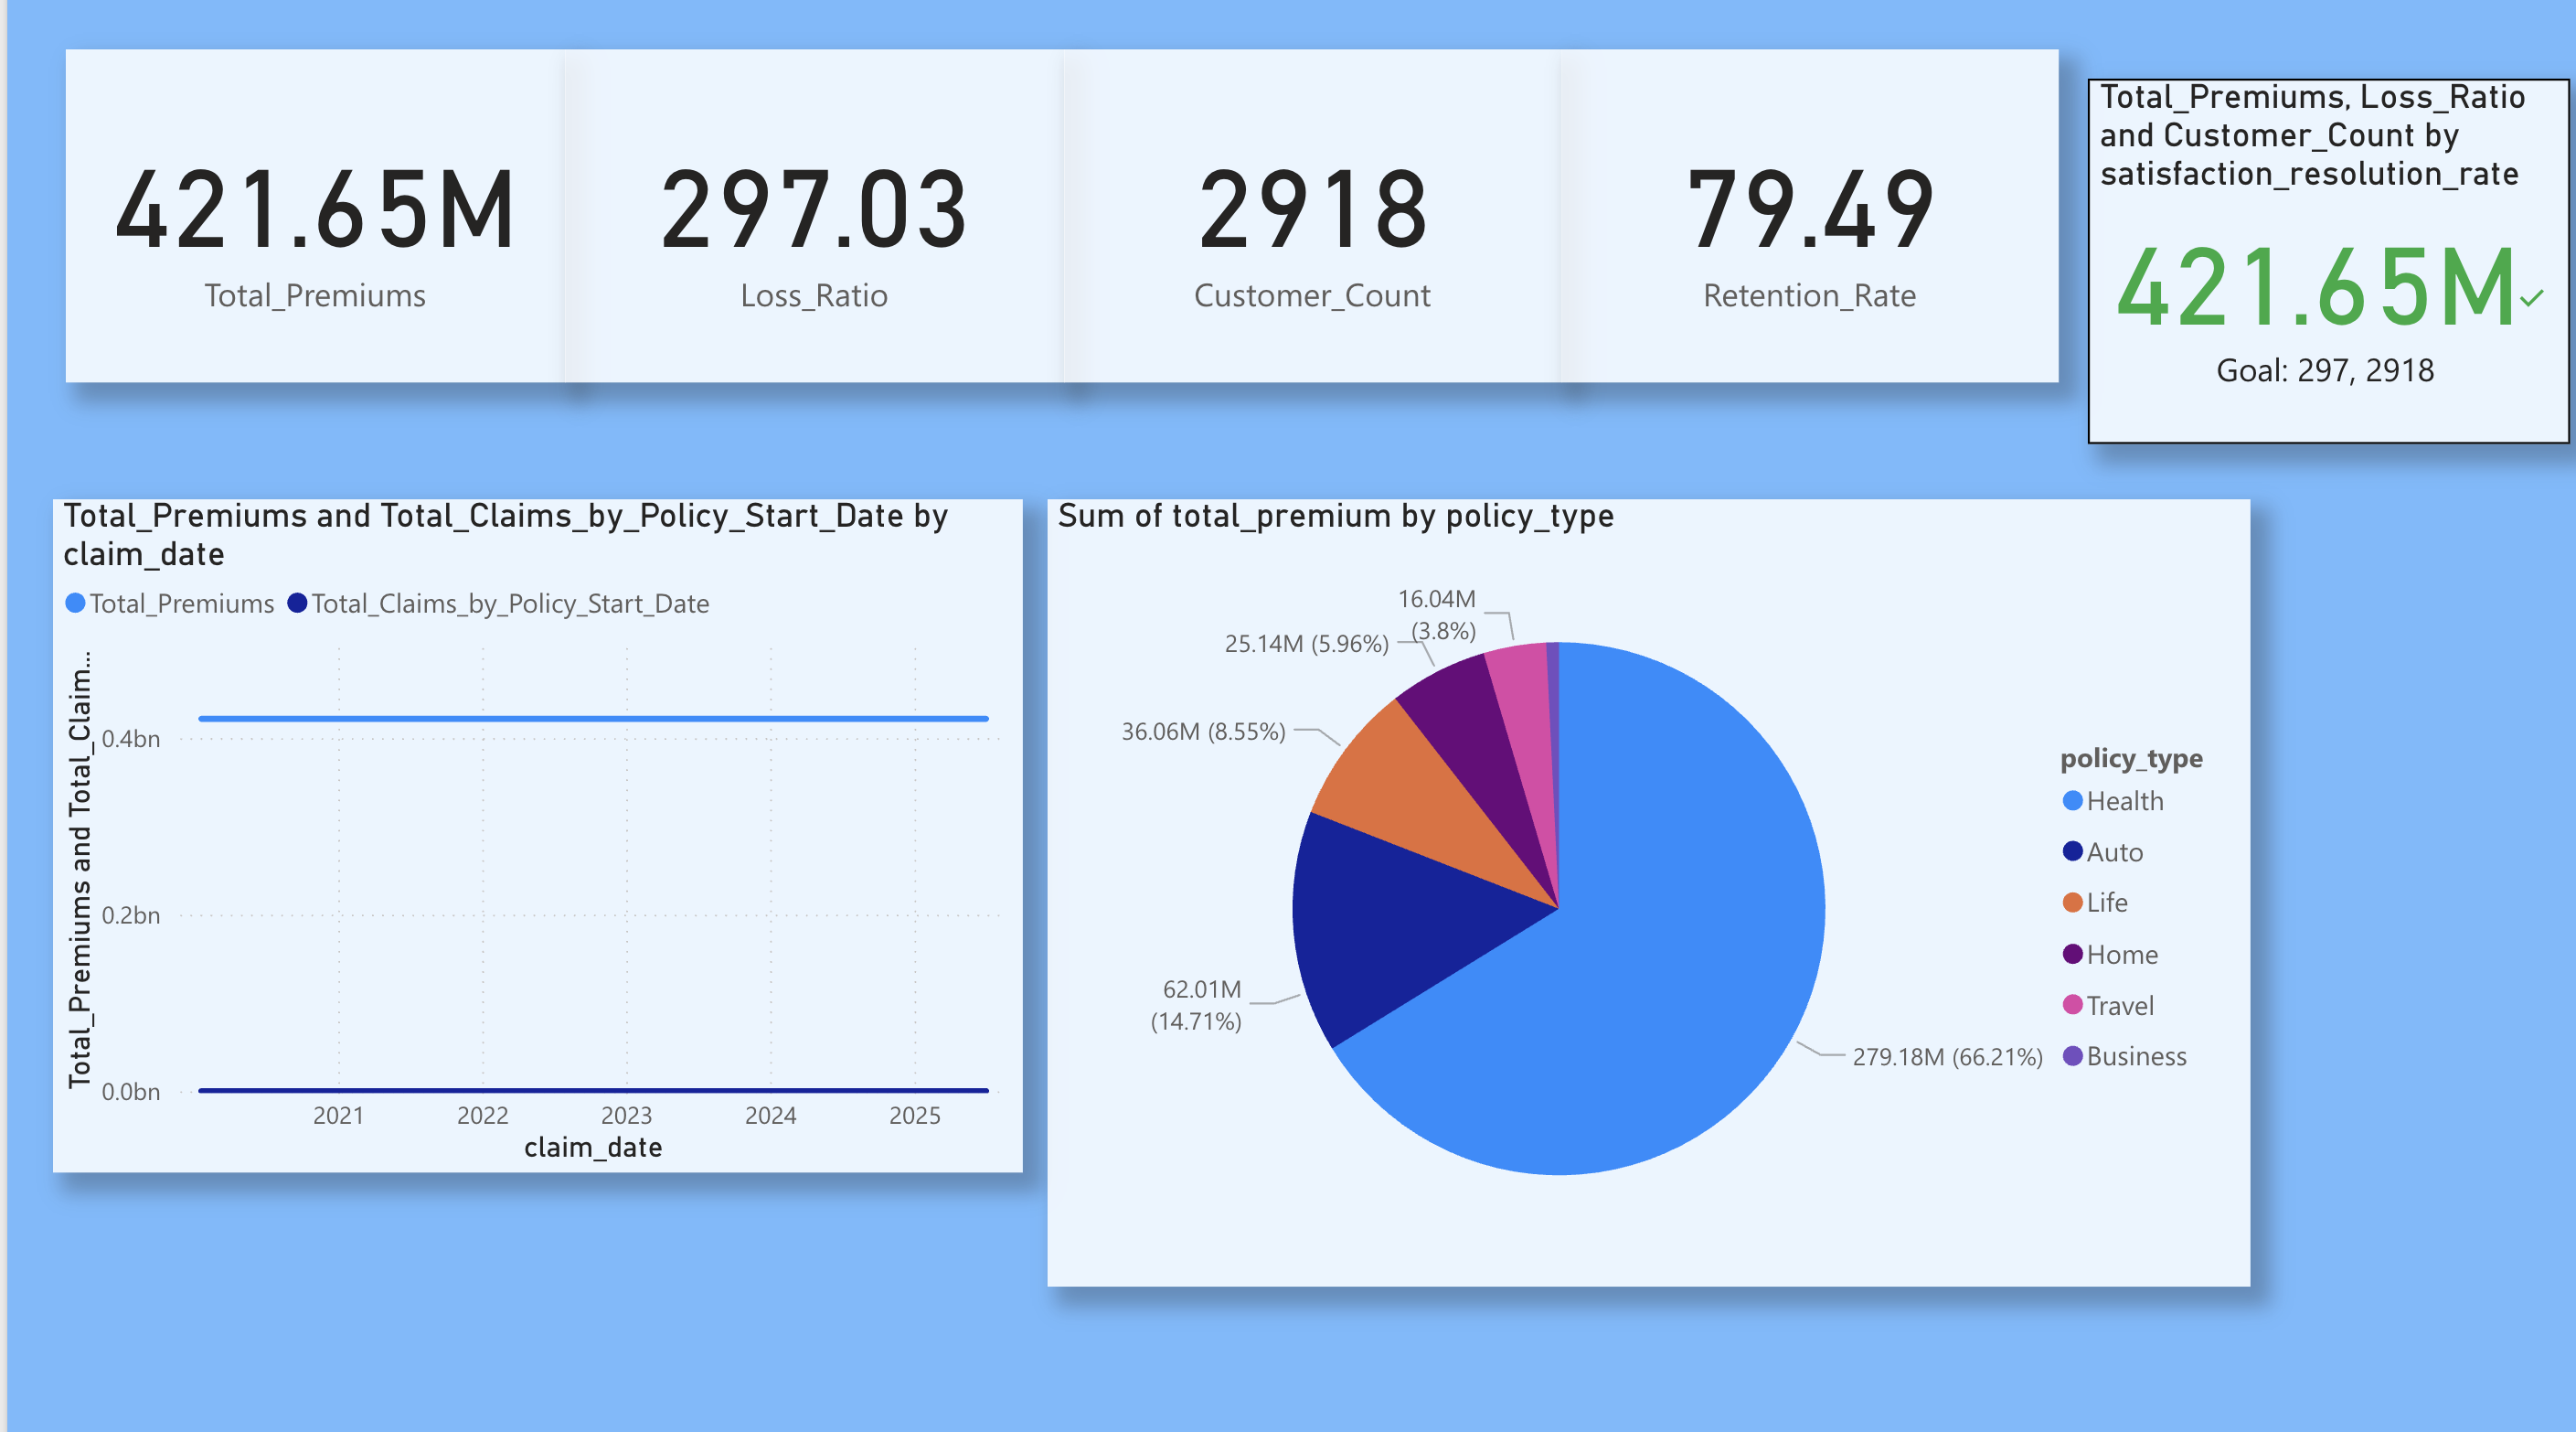 421.65M
Total_Premiums
297.03
Loss_Ratio
2918
Customer_Count
79.49
Retention_Rate
Total_Premiums, Loss_Ratio
and Customer_Count by
satisfaction_resolution_rate
421.65M
Goal: 297, 2918
Total_Premiums and Total_Claims_by_Policy_Start_Date by
claim_date
Total_Premiums
Total_Claims_by_Policy_Start_Date
Total_Premiums and Total_Claim...
0.4bn
0.2bn
0.0bn
2021
2022
2023
2024
2025
claim_date
Sum of total_premium by policy_type
16.04M
(3.8%)
25.14M (5.96%)
36.06M (8.55%)
62.01M
(14.71%)
279.18M (66.21%)
policy_type
Health
Auto
Life
Home
Travel
Business